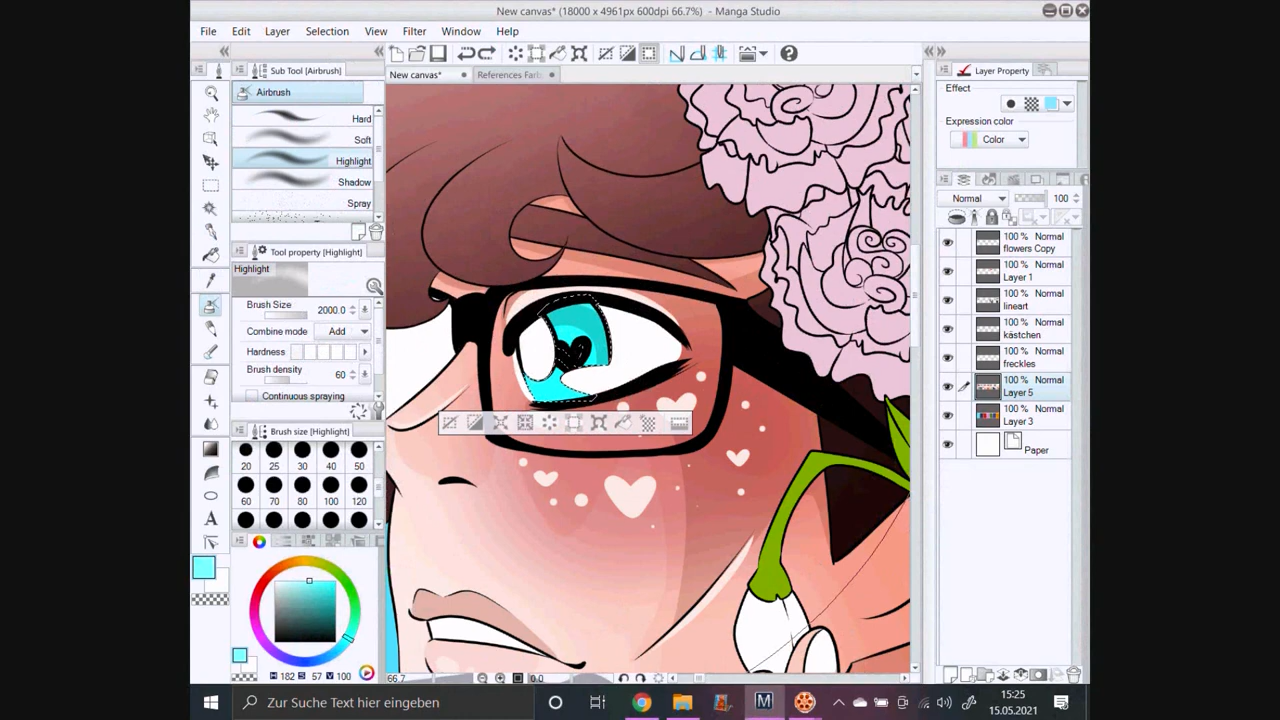 New canvas* (18000 x 4961px 600dpi 66.7%) - Manga Studio
File Edit Layer Selection View Filter Window Help
Sub Tool [Airbrush]
Airbrush
Hard
Soft
Highlight
Shadow
Spray
Tool property [Highlight]
Highlight
Brush Size 2000.0
Combine mode Add
Hardness
Brush density 60
Continuous spraying
Brush size [Highlight]
20 25 30 40 50
60 70 80 100 120
H 182 S 57 V
New canvas*
66.7 0.0
Layer Property
Effect
Expression color
Color
Normal 100
100 % Normal
flowers Copy
100 % Normal
Layer 1
100 % Normal
lineart
100 % Normal
kästchen
100 % Normal
freckles
100 % Normal
Layer 5
100 % Normal
Layer 3
Paper
Zur Suche Text hier eingeben
15:25
15.05.2021